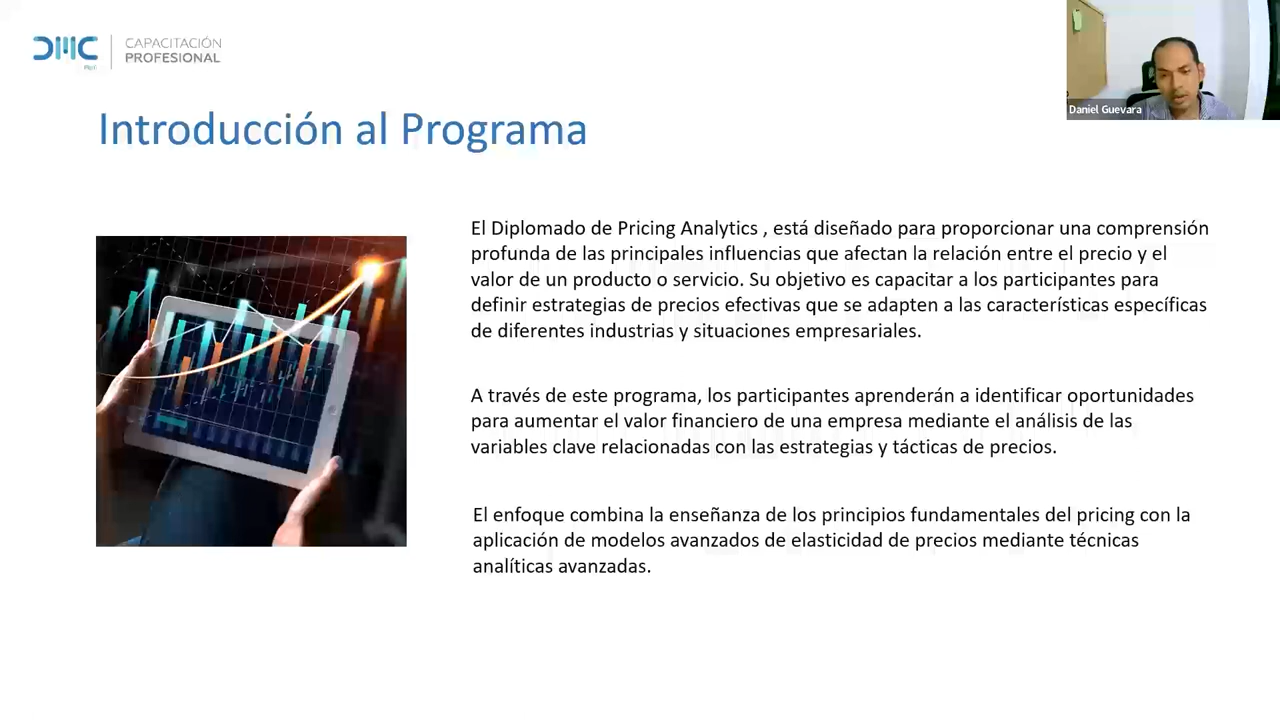 DMC
CAPACITACIÓN
PROFESIONAL
Daniel Guevara
Introducción al Programa
El Diplomado de Pricing Analytics , está diseñado para proporcionar una comprensión
profunda de las principales influencias que afectan la relación entre el precio y el
valor de un producto o servicio. Su objetivo es capacitar a los participantes para
definir estrategias de precios efectivas que se adapten a las características específicas
de diferentes industrias y situaciones empresariales.
A través de este programa, los participantes aprenderán a identificar oportunidades
para aumentar el valor financiero de una empresa mediante el análisis de las
variables clave relacionadas con las estrategias y tácticas de precios.
El enfoque combina la enseñanza de los principios fundamentales del pricing con la
aplicación de modelos avanzados de elasticidad de precios mediante técnicas
analíticas avanzadas.